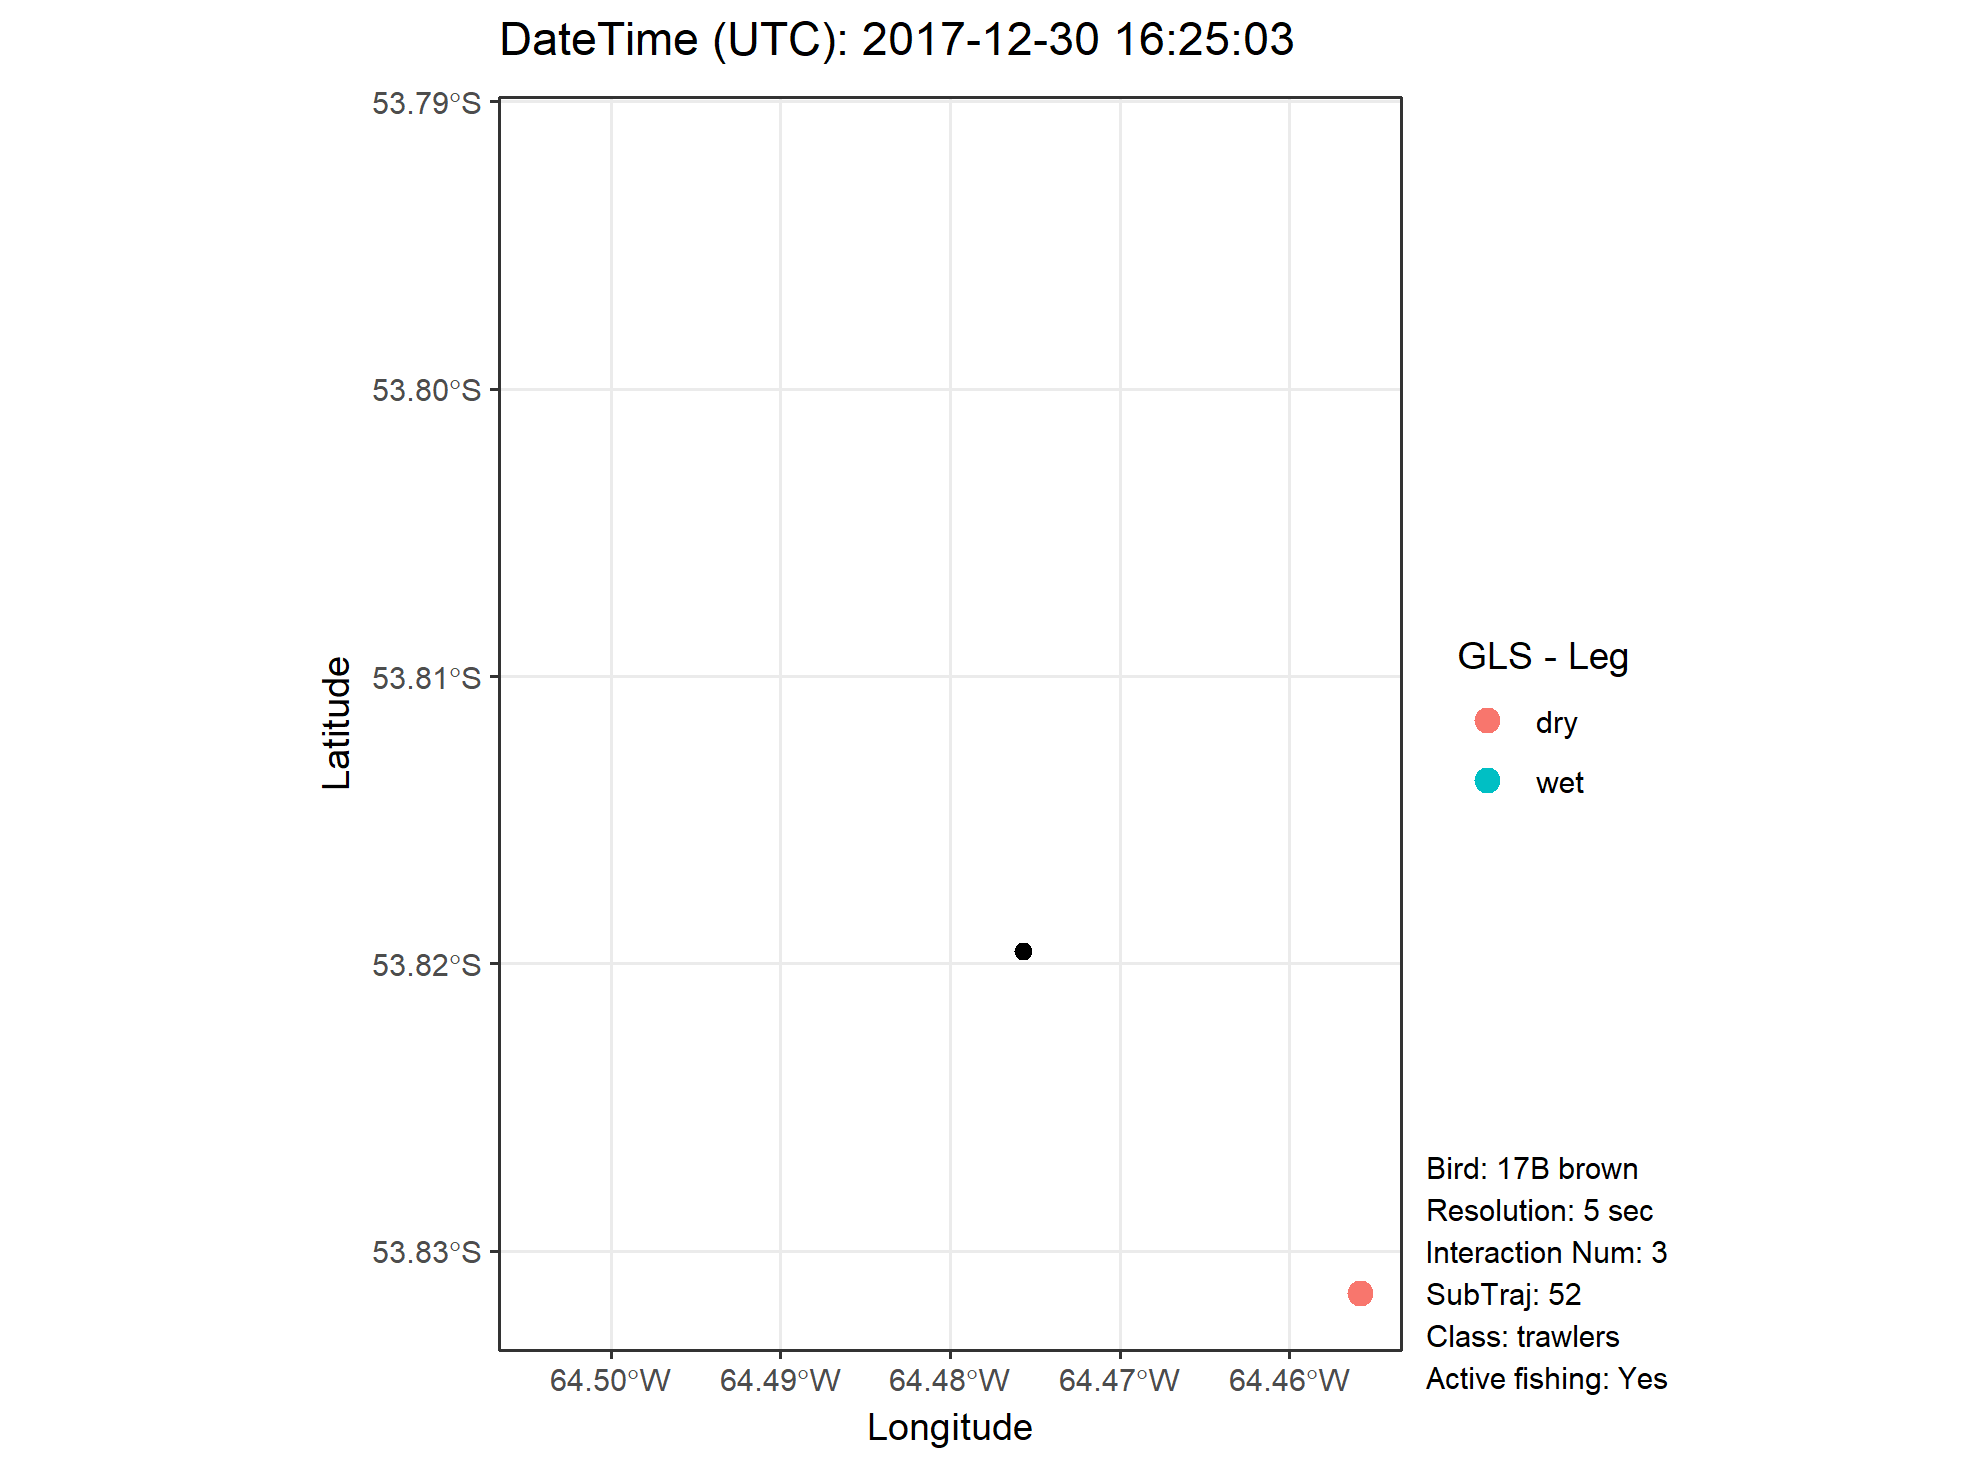 DateTime (UTC): 2017-12-30 16:25:03
53.79°S
53.80°S
53.81°S
53.82°S
53.83°S
Latitude
64.50°W
64.49°W
64.48°W
64.47°W
64.46°W
Longitude
GLS - Leg
dry
wet
Bird: 17B brown
Resolution: 5 sec
Interaction Num: 3
SubTraj: 52
Class: trawlers
Active fishing: Yes